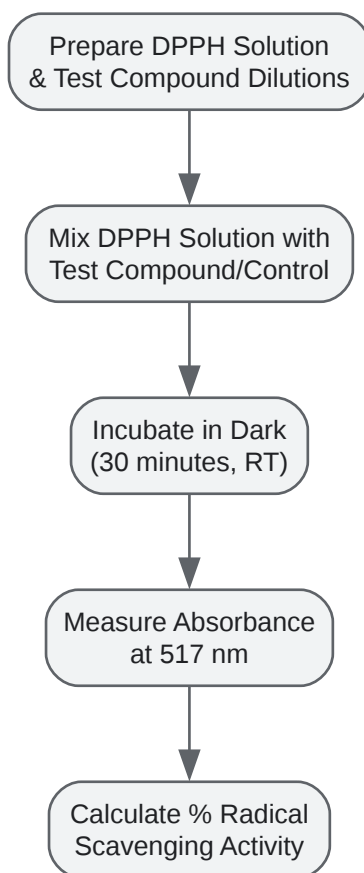 Prepare DPPH Solution
& Test Compound Dilutions
Mix DPPH Solution with
Test Compound/Control
Incubate in Dark
(30 minutes, RT)
Measure Absorbance
at 517 nm
Calculate % Radical
Scavenging Activity